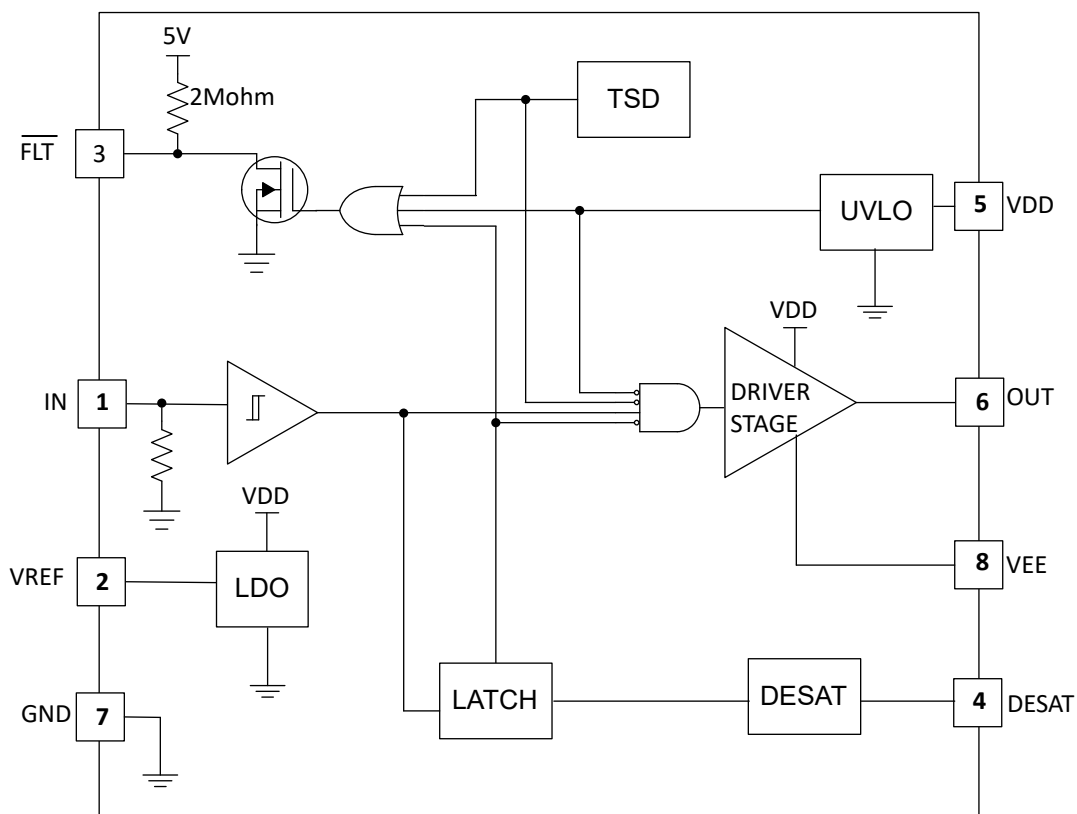 5V
2Mohm
TSD
FLT
3
UVLO
5
VDD
VDD
IN
1
DRIVER
STAGE
6
OUT
VDD
VREF
2
LDO
8
VEE
GND
7
LATCH
DESAT
4
DESAT